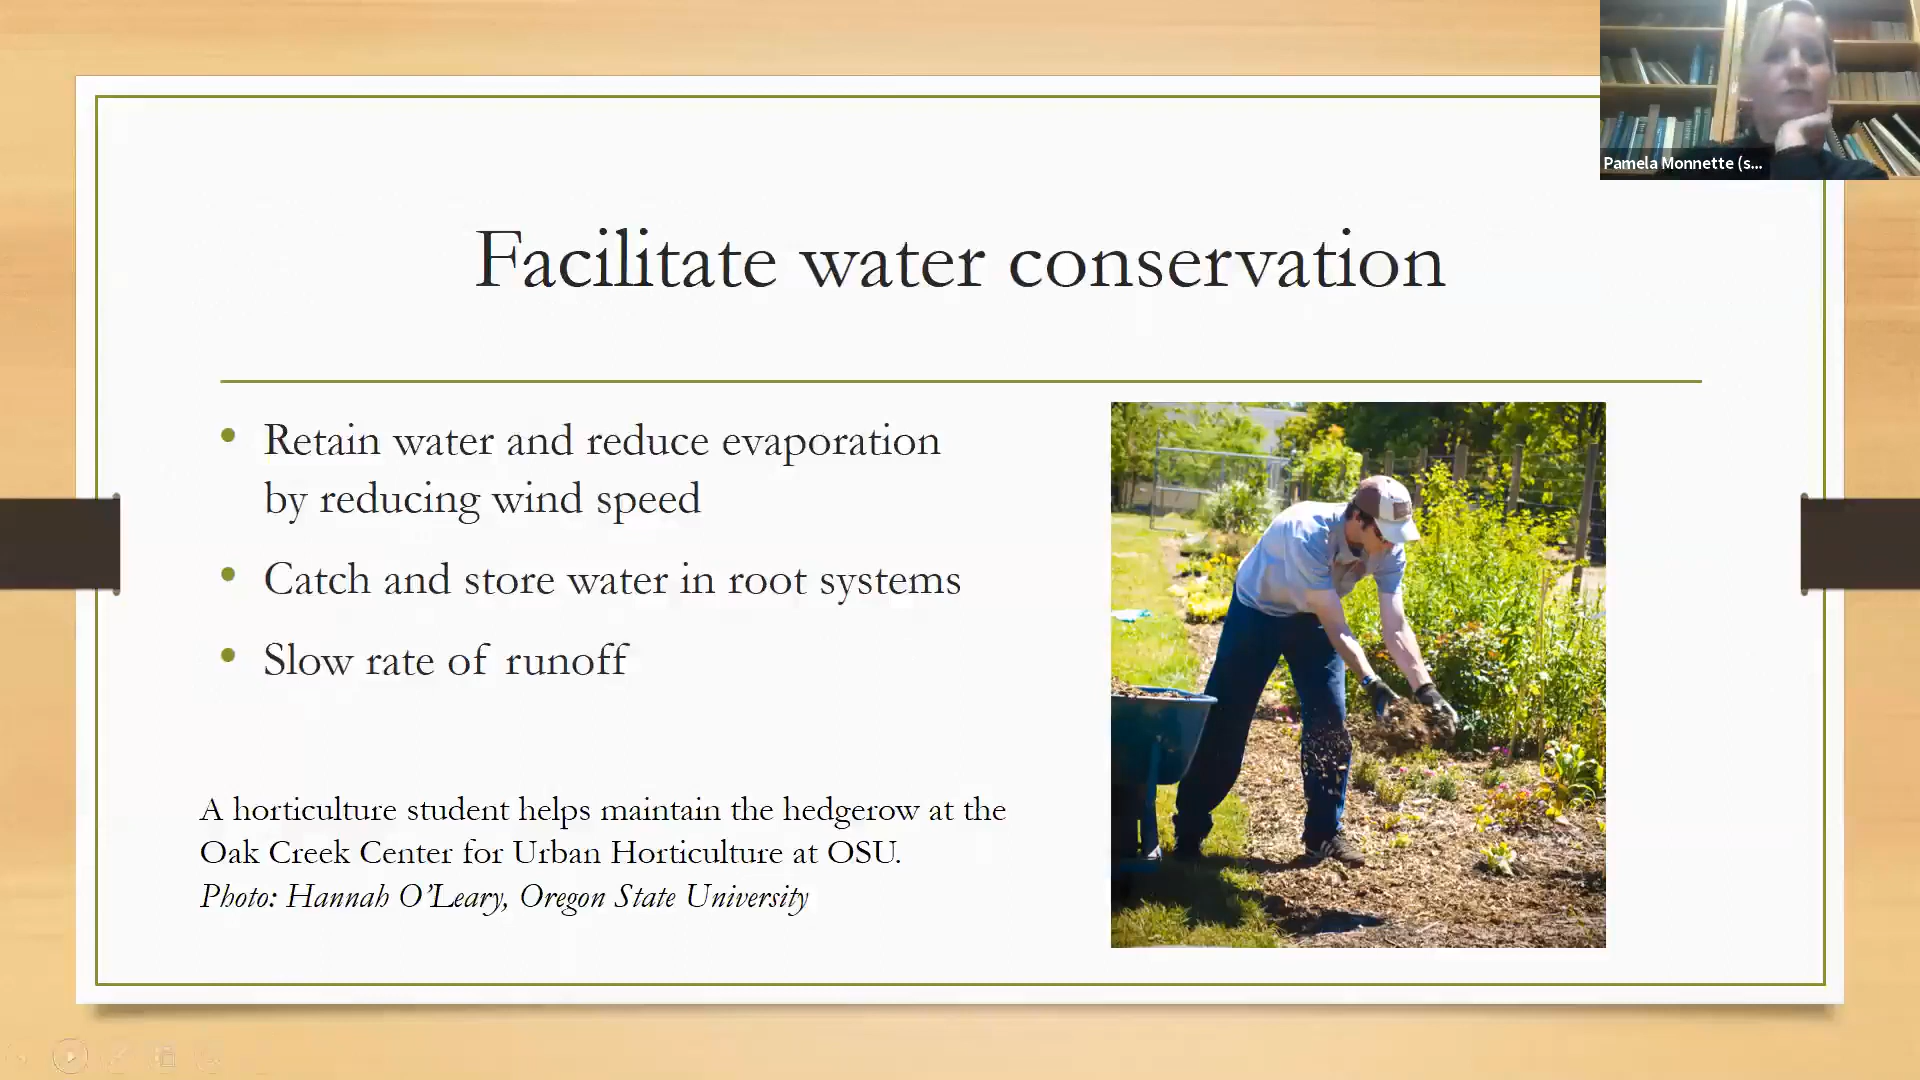 Pamela Monnette (s...
Facilitate water conservation
• Retain water and reduce evaporation
by reducing wind speed
• Catch and store water in root systems
• Slow rate of runoff
A horticulture student helps maintain the hedgerow at the
Oak Creek Center for Urban Horticulture at OSU.
Photo: Hannah O’Leary, Oregon State University